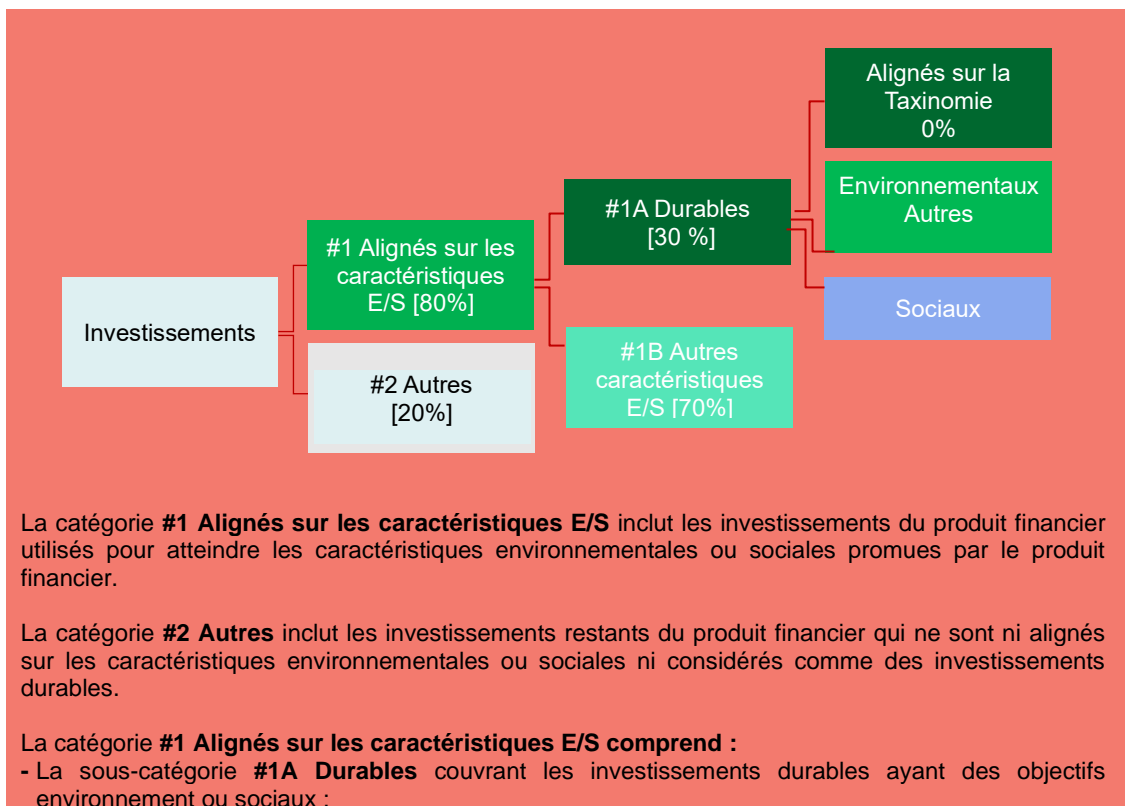 Alignés sur la
Taxinomie
0%
Environnementaux
Autres
#1A Durables
[30 %]
#1 Alignés sur les
caractéristiques
E/S [80%]
Sociaux
Investissements
#1B Autres
caractéristiques
E/S [70%]
#2 Autres
[20%]
La catégorie #1 Alignés sur les caractéristiques E/S inclut les investissements du produit financier
utilisés pour atteindre les caractéristiques environnementales ou sociales promues par le produit
financier.
La catégorie #2 Autres inclut les investissements restants du produit financier qui ne sont ni alignés
sur les caractéristiques environnementales ou sociales ni considérés comme des investissements
durables.
La catégorie #1 Alignés sur les caractéristiques E/S comprend :
- La sous-catégorie #1A Durables couvrant les investissements durables ayant des objectifs
environnement ou sociaux ;